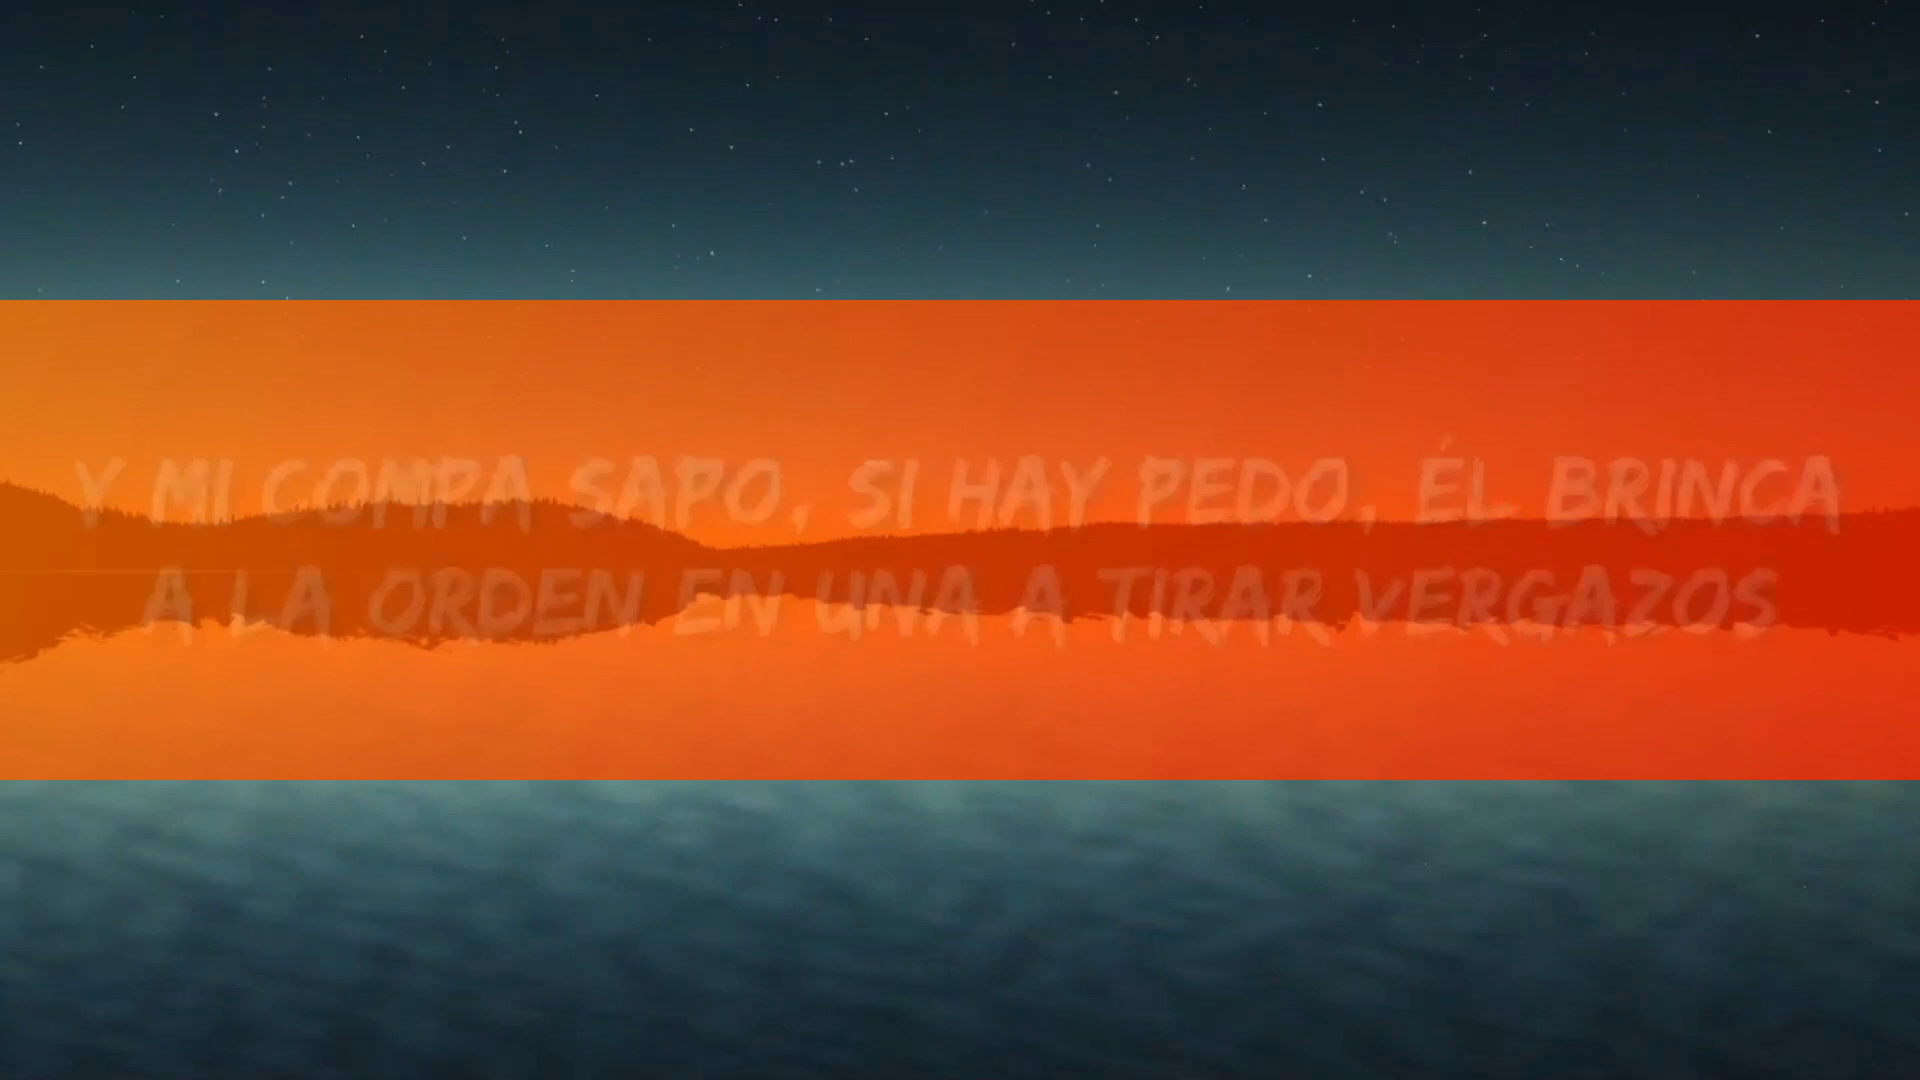 Y MI COMPA SAPO, SI HAY PEDO, ÉL BRINCA
A LA ORDEN EN UNA A TIRAR VERGAZOS